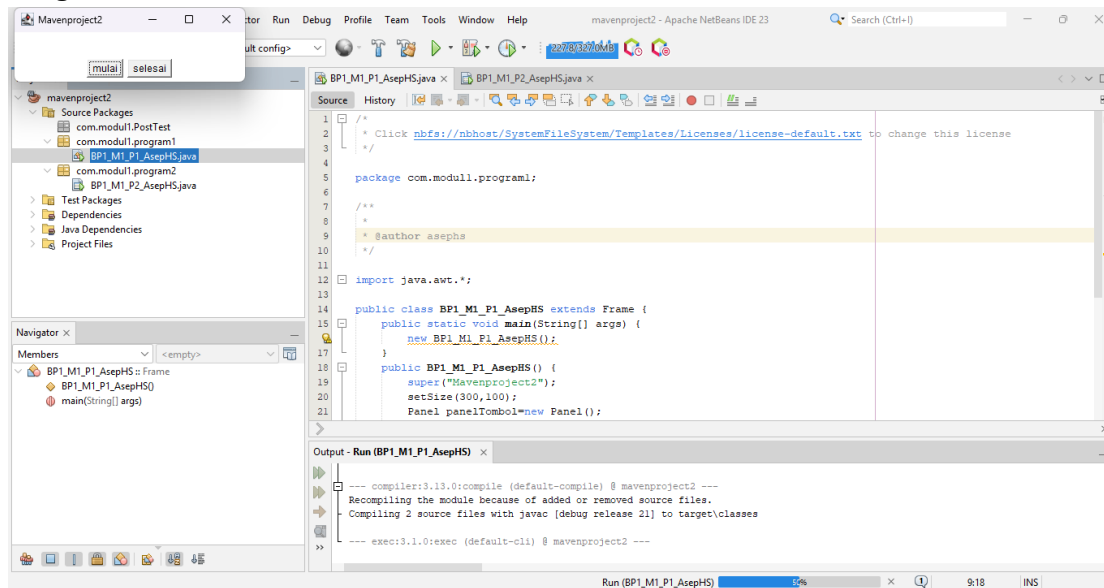 Mavenproject2
mulai selesai
ctor Run Debug Profile Team Tools Window Help mavenproject2 - Apache NetBeans IDE 23 Search (Ctrl+I)
ult config> 227.8/327.0MB
mavenproject2
Source Packages
com.modul1.PostTest
com.modul1.program1
BP1_M1_P1_AsepHS.java
com.modul1.program2
BP1_M1_P2_AsepHS.java
Test Packages
Dependencies
Java Dependencies
Project Files
Navigator ×
Members <empty>
BP1_M1_P1_AsepHS :: Frame
BP1_M1_P1_AsepHS()
main(String[] args)
BP1_M1_P1_AsepHS.java × BP1_M1_P2_AsepHS.java ×
Source History
1 /*
2 * Click nbfs://nbhost/SystemFileSystem/Templates/Licenses/license-default.txt to change this license
3 */
4
5 package com.modul1.program1;
6
7 /**
8 *
9 * @author asephs
10 */
11
12 import java.awt.*;
13
14 public class BP1_M1_P1_AsepHS extends Frame {
15 public static void main(String[] args) {
new BP1_M1_P1_AsepHS();
17 }
18 public BP1_M1_P1_AsepHS() {
19 super("Mavenproject2");
20 setSize(300,100);
21 Panel panelTombol=new Panel();
Output - Run (BP1_M1_P1_AsepHS) ×
--- compiler:3.13.0:compile (default-compile) @ mavenproject2 ---
Recompiling the module because of added or removed source files.
Compiling 2 source files with javac [debug release 21] to target\classes
--- exec:3.1.0:exec (default-cli) @ mavenproject2 ---
Run (BP1_M1_P1_AsepHS) 9:18 INS